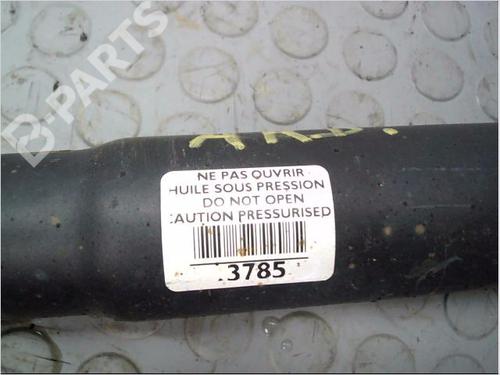 B-PARTS
NE PAS OUVRIR
HUILE SOUS PRESSION
DO NOT OPEN
CAUTION PRESSURISED
.3785